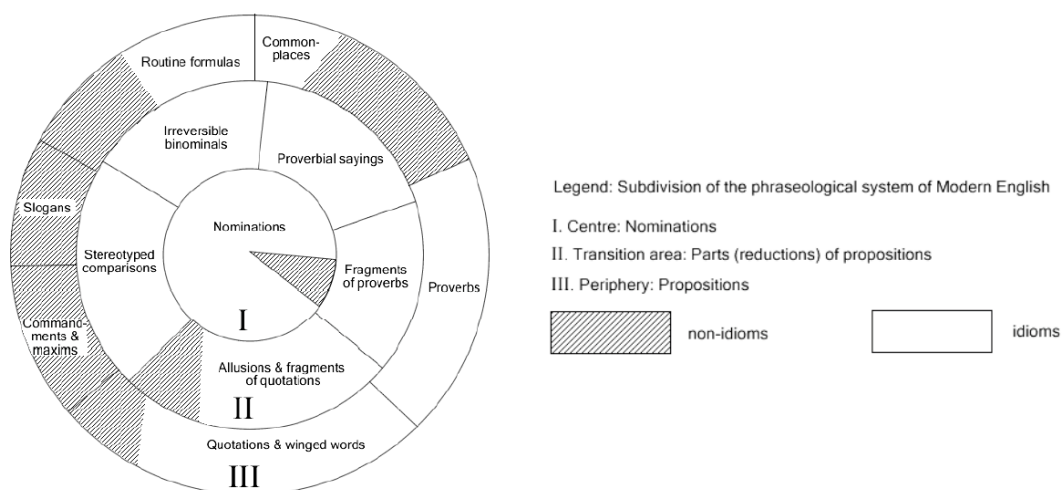 Common-
places
Routine formulas
Irreversible
binominals
Proverbial sayings
Slogans
Nominations
Stereotyped
comparisons
Fragments
of proverbs
Proverbs
I
Command-
ments &
maxims
Allusions & fragments
of quotations
II
Quotations & winged words
III
Legend: Subdivision of the phraseological system of Modern English
I. Centre: Nominations
II. Transition area: Parts (reductions) of propositions
III. Periphery: Propositions
non-idioms
idioms